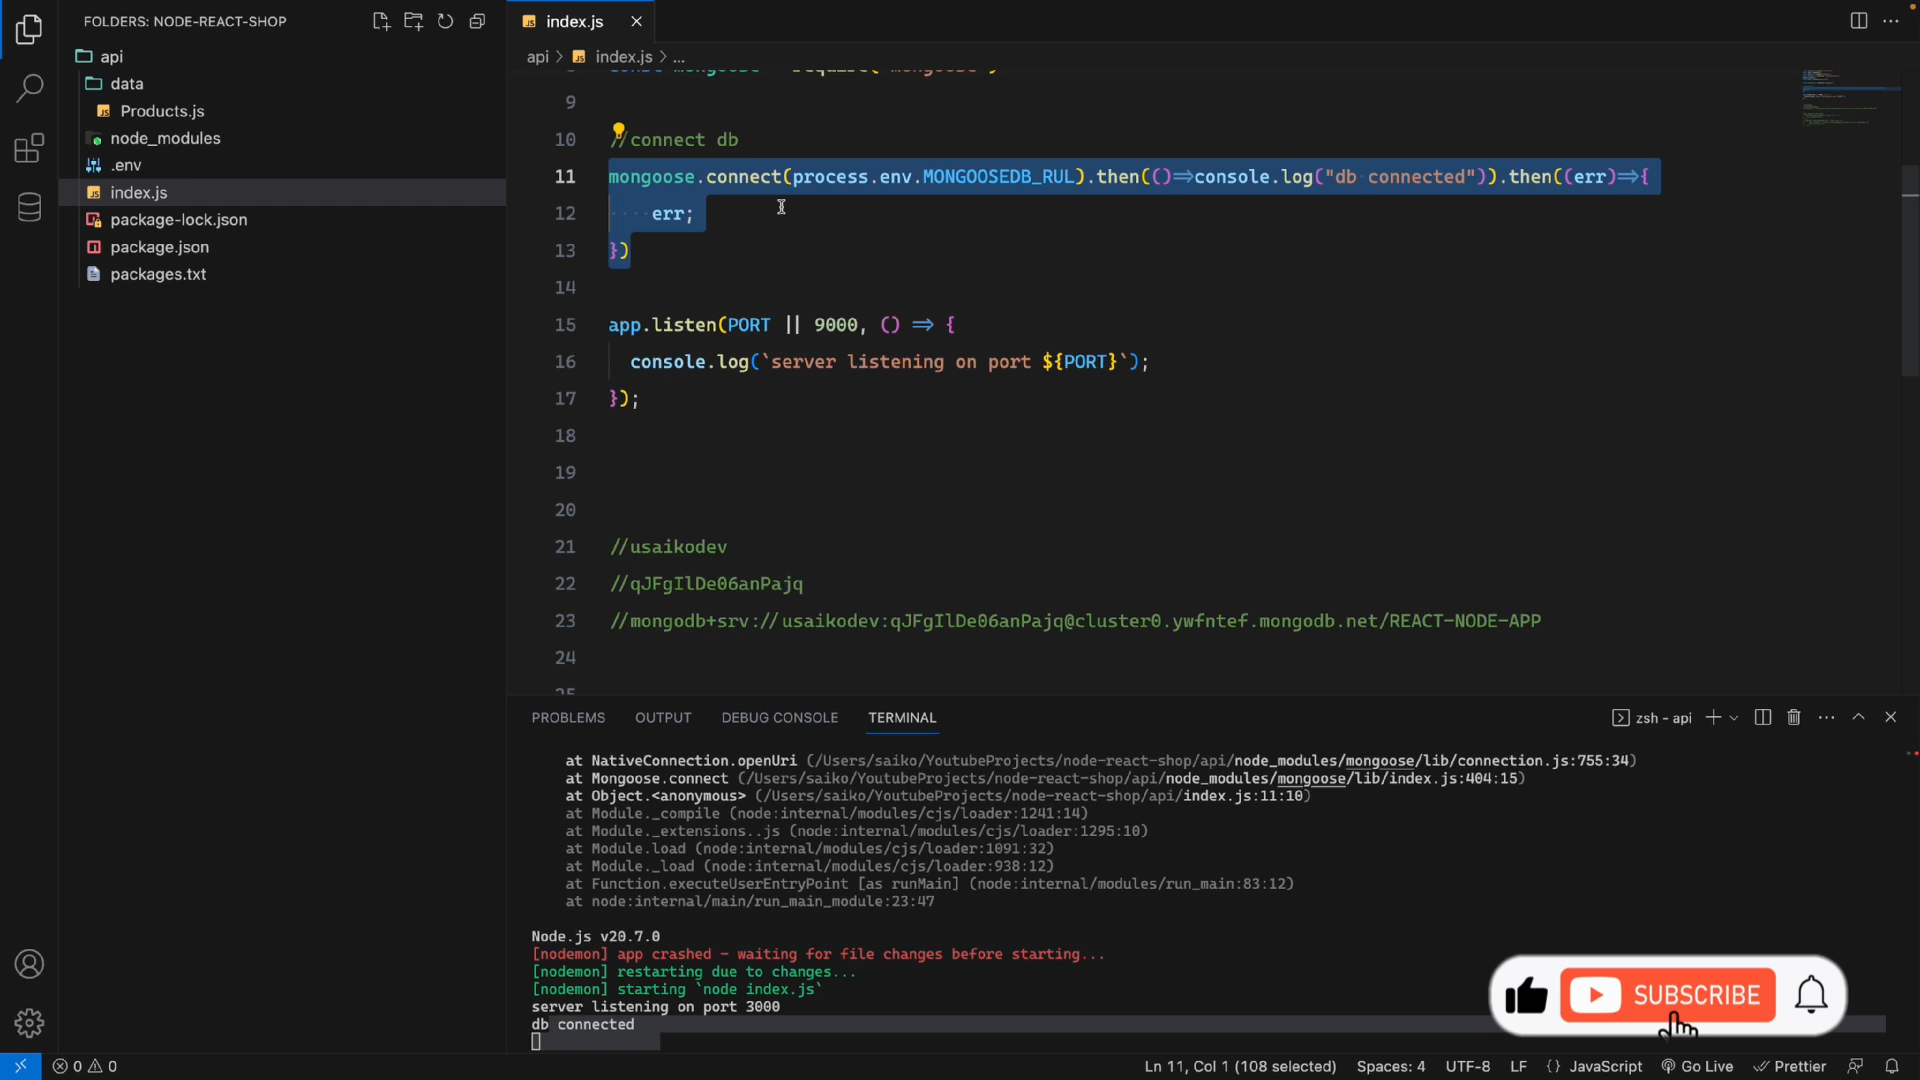 FOLDERS: NODE-REACT-SHOP
api
data
Products.js
node_modules
.env
index.js
package-lock.json
package.json
packages.txt
index.js
api > index.js > ...
9
10 //connect db
11 mongoose.connect(process.env.MONGOOSEDB_RUL).then(()=>console.log("db connected")).then((err)=>{
12 err;
13 })
14
15 app.listen(PORT || 9000, () => {
16 console.log(`server listening on port ${PORT}`);
17 });
18
19
20
21 //usaikodev
22 //qJFgIlDe06anPajq
23 //mongodb+srv://usaikodev:qJFgIlDe06anPajq@cluster0.ywfntef.mongodb.net/REACT-NODE-APP
24
25
PROBLEMS OUTPUT DEBUG CONSOLE TERMINAL
zsh - api
at NativeConnection.openUri (/Users/saiko/YoutubeProjects/node-react-shop/api/node_modules/mongoose/lib/connection.js:755:34)
at Mongoose.connect (/Users/saiko/YoutubeProjects/node-react-shop/api/node_modules/mongoose/lib/index.js:404:15)
at Object.<anonymous> (/Users/saiko/YoutubeProjects/node-react-shop/api/index.js:11:10)
at Module._compile (node:internal/modules/cjs/loader:1241:14)
at Module._extensions..js (node:internal/modules/cjs/loader:1295:10)
at Module.load (node:internal/modules/cjs/loader:1091:32)
at Module._load (node:internal/modules/cjs/loader:938:12)
at Function.executeUserEntryPoint [as runMain] (node:internal/modules/run_main:83:12)
at node:internal/main/run_main_module:23:47
Node.js v20.7.0
[nodemon] app crashed - waiting for file changes before starting...
[nodemon] restarting due to changes...
[nodemon] starting `node index.js`
server listening on port 3000
db connected
SUBSCRIBE
0 0
Ln 11, Col 1 (108 selected) Spaces: 4 UTF-8 LF {} JavaScript Go Live Prettier